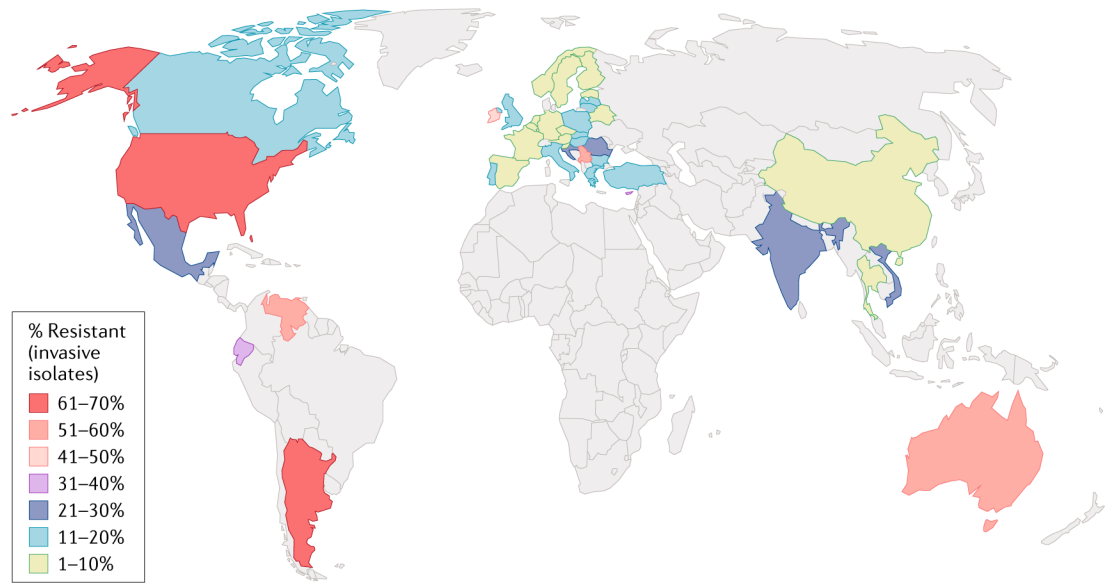 % Resistant
(invasive
isolates)
61–70%
51–60%
41–50%
31–40%
21–30%
11–20%
1–10%